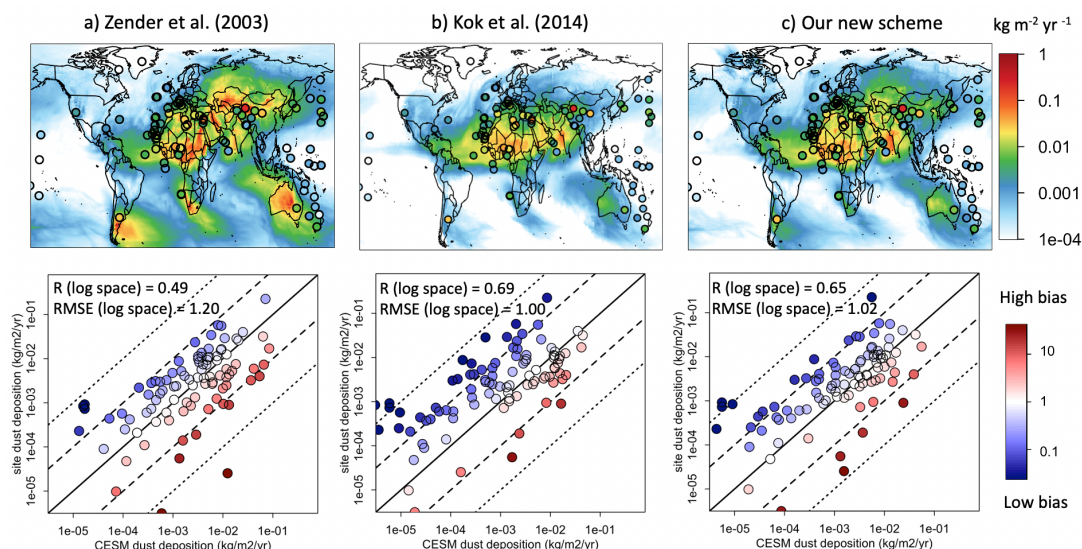 a) Zender et al. (2003)
b) Kok et al. (2014)
c) Our new scheme
kg m⁻² yr⁻¹
1
0.1
0.01
0.001
1e-04
R (log space) = 0.49
RMSE (log space) = 1.20
site dust deposition (kg/m2/yr)
1e-01
1e-02
1e-03
1e-04
1e-05
1e-05 1e-04 1e-03 1e-02 1e-01
CESM dust deposition (kg/m2/yr)
R (log space) = 0.69
RMSE (log space) = 1.00
site dust deposition (kg/m2/yr)
1e-01
1e-02
1e-03
1e-04
1e-05
1e-05 1e-04 1e-03 1e-02 1e-01
CESM dust deposition (kg/m2/yr)
R (log space) = 0.65
RMSE (log space) = 1.02
site dust deposition (kg/m2/yr)
1e-01
1e-02
1e-03
1e-04
1e-05
1e-05 1e-04 1e-03 1e-02 1e-01
CESM dust deposition (kg/m2/yr)
High bias
10
1
0.1
Low bias